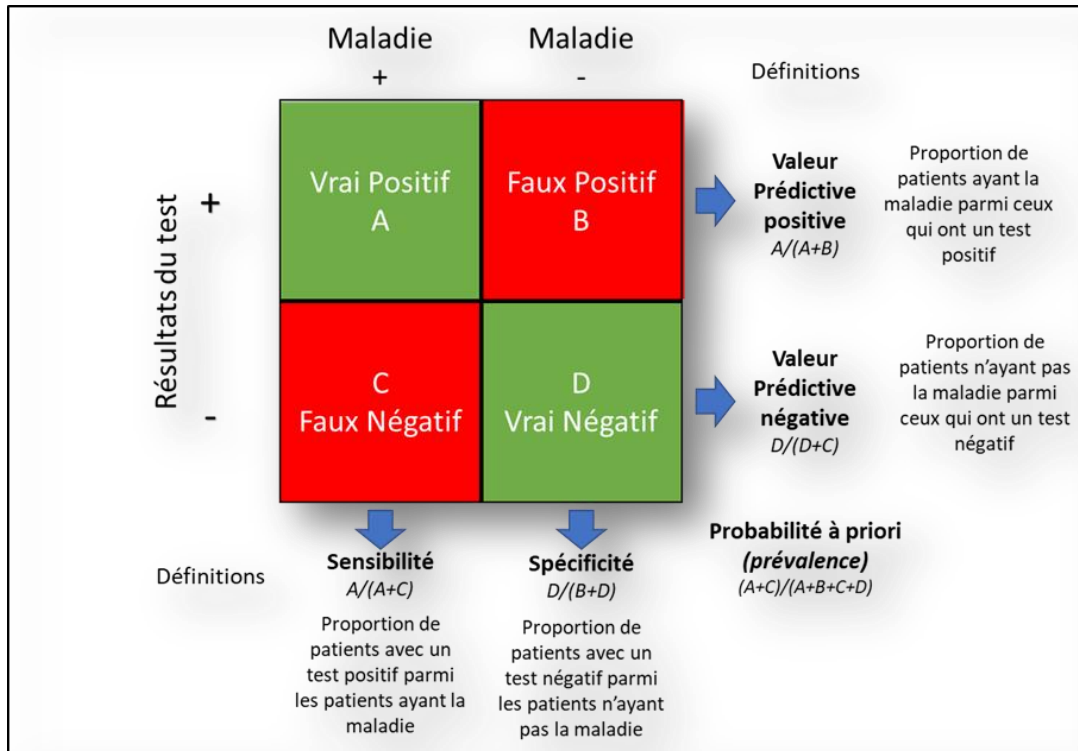 Maladie
+
Maladie
-
Définitions
Résultats du test
+
-
Vrai Positif
A
Faux Positif
B
C
Faux Négatif
D
Vrai Négatif
Valeur
Prédictive
positive
A/(A+B)
Proportion de
patients ayant la
maladie parmi ceux
qui ont un test
positif
Valeur
Prédictive
négative
D/(D+C)
Proportion de
patients n’ayant pas
la maladie parmi
ceux qui ont un test
négatif
Définitions
Sensibilité
A/(A+C)
Proportion de
patients avec un
test positif parmi
les patients ayant la
maladie
Spécificité
D/(B+D)
Proportion de
patients avec un
test négatif parmi
les patients n’ayant
pas la maladie
Probabilité à priori
(prévalence)
(A+C)/(A+B+C+D)